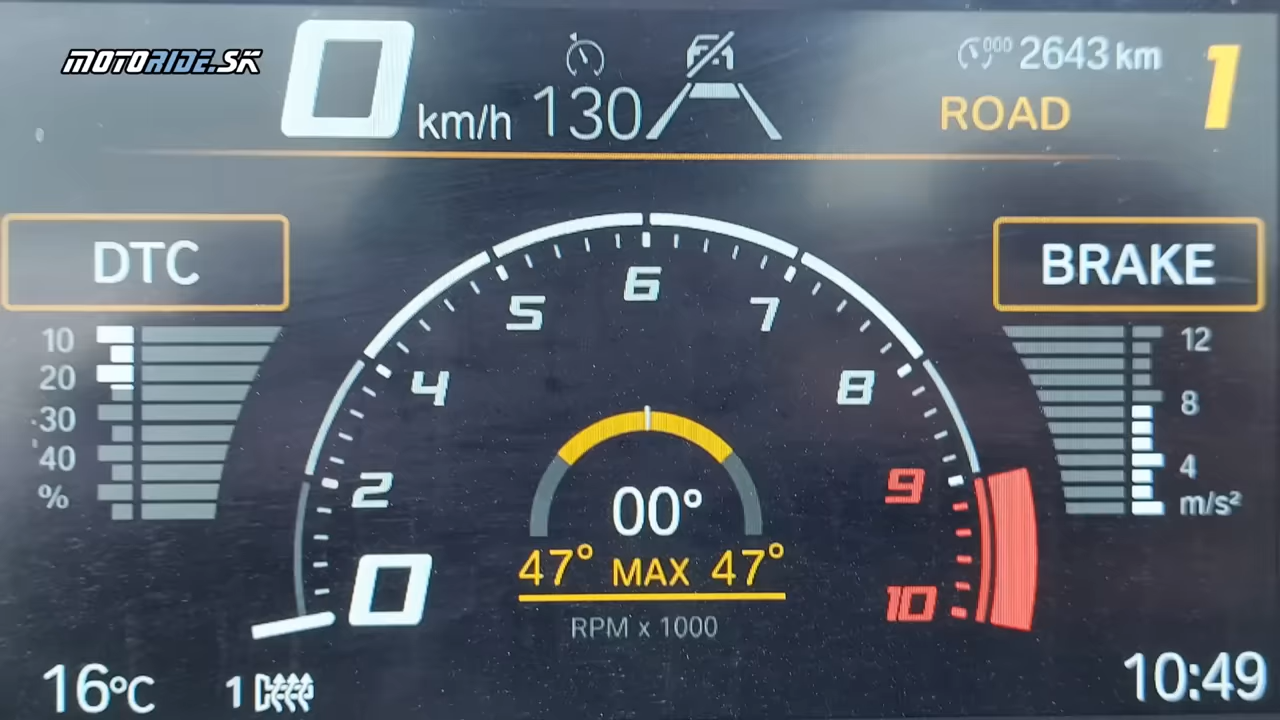 MOTORIDE.SK
0 km/h 130
000 2643 km
ROAD
1
DTC
BRAKE
10
20
30
40
%
12
8
4
m/s²
0
2
4
5
6
7
8
9
10
00°
47° MAX 47°
RPM x 1000
16°C
1
10:49